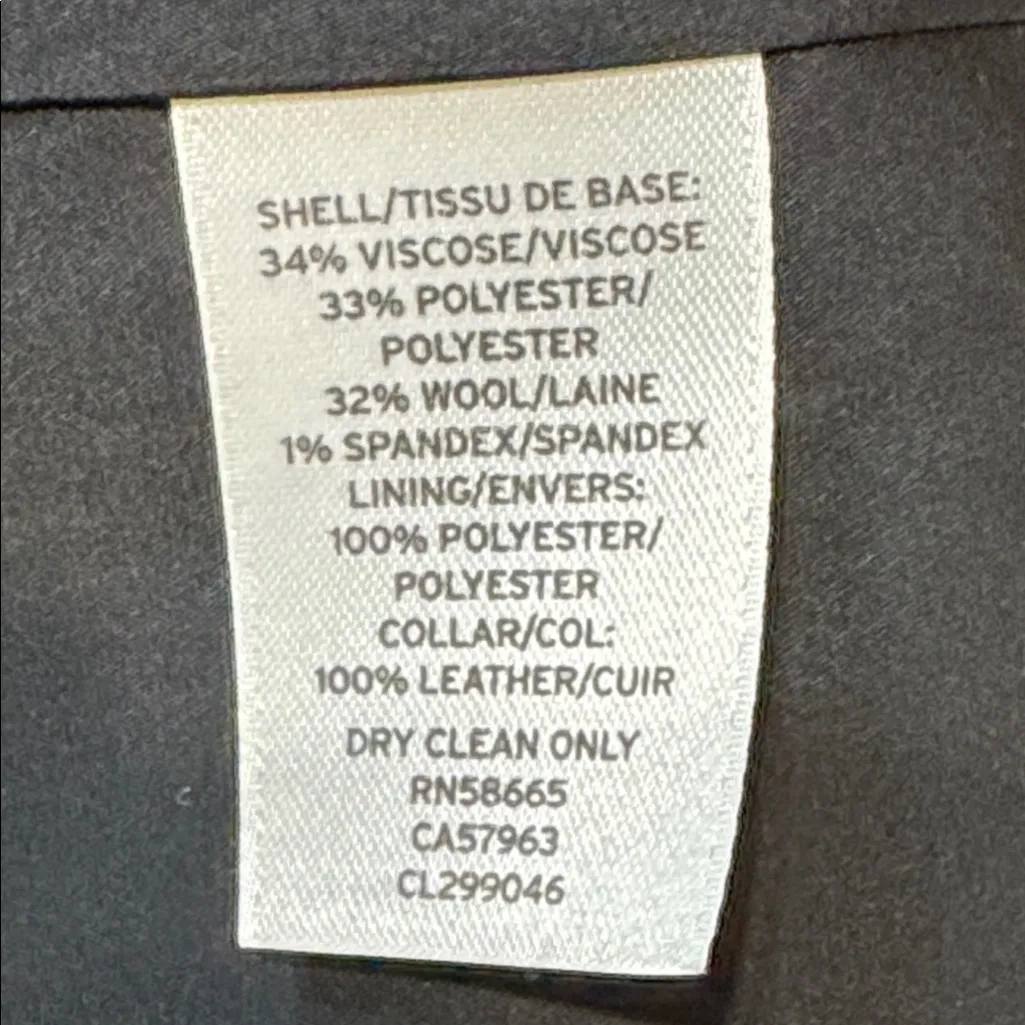 SHELL/TISSU DE BASE:
34% VISCOSE/VISCOSE
33% POLYESTER/
POLYESTER
32% WOOL/LAINE
1% SPANDEX/SPANDEX
LINING/ENVERS:
100% POLYESTER/
POLYESTER
COLLAR/COL:
100% LEATHER/CUIR
DRY CLEAN ONLY
RN58665
CA57963
CL299046